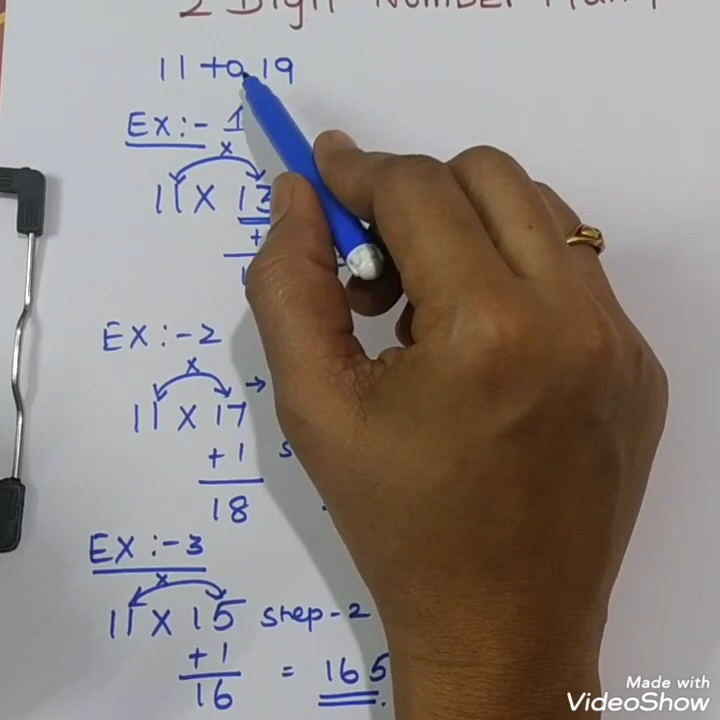 2 Digit Number
11 to 19
EX:- 1
x
11 x 13
+
1
EX:-2
x
11 x 17 →
+1
18
EX:-3
x
11 x 15 step-2
+1
16 = 165.
Made with
VideoShow